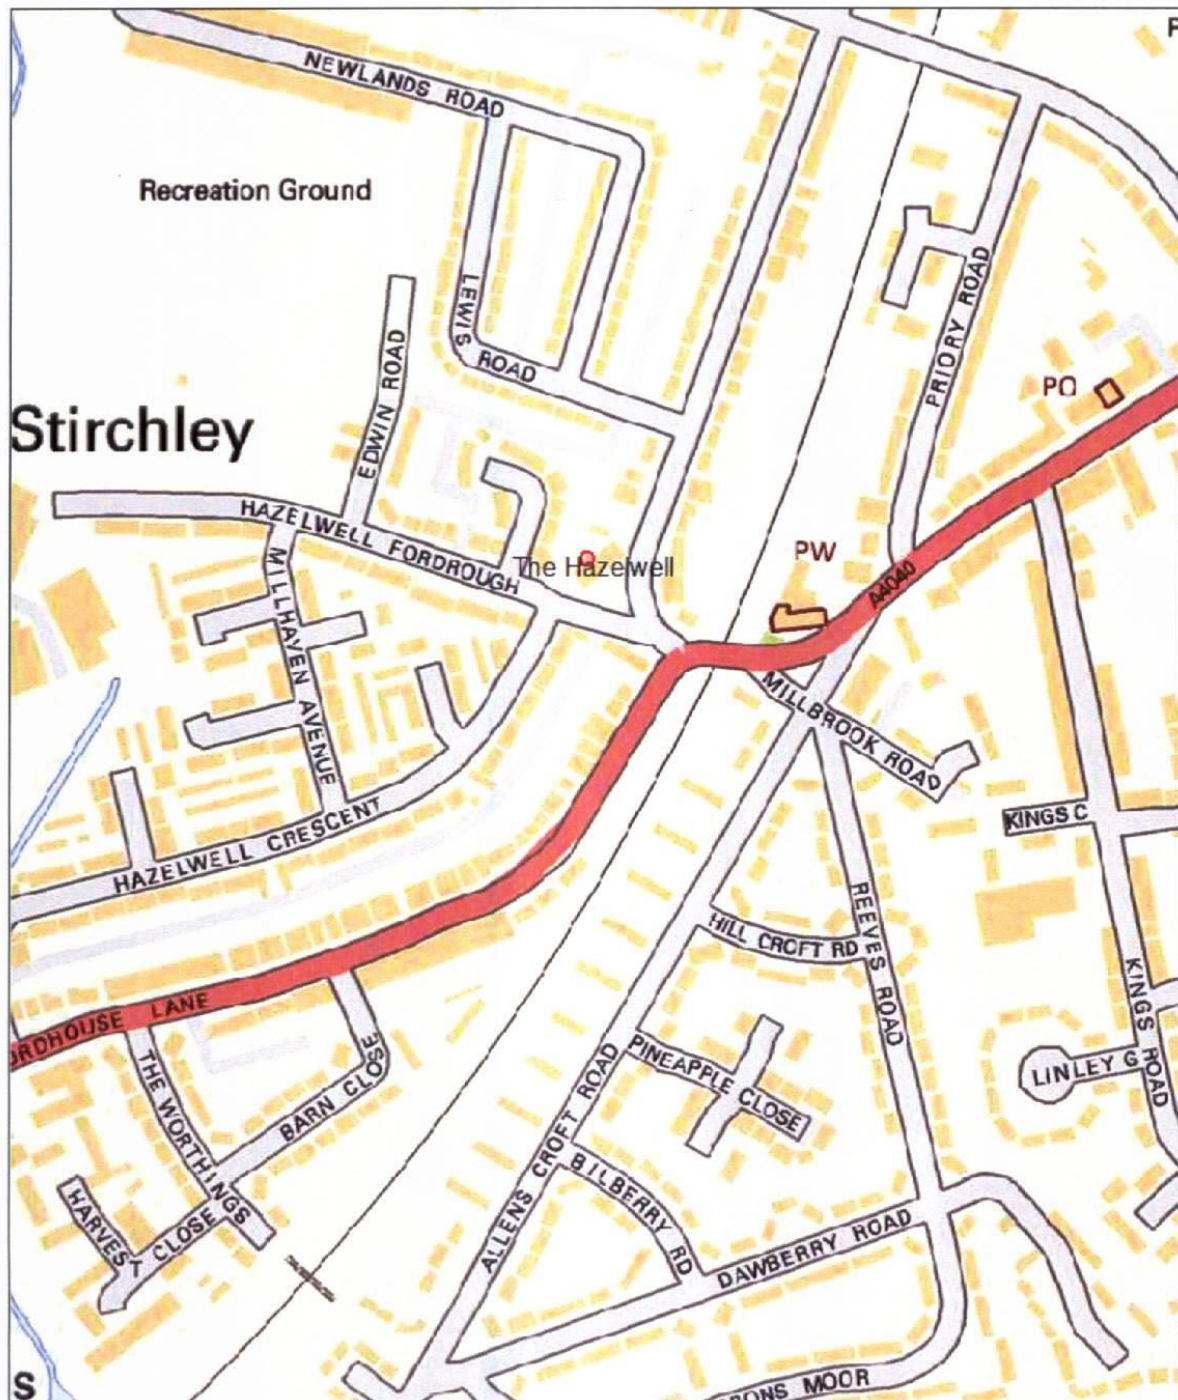 NEWLANDS ROAD
Recreation Ground
LEWIS ROAD
PRIORY ROAD
EDWIN ROAD
PO
Stirchley
HAZELWELL FORDROUGH
The Hazelwell
PW
A4040
MILLHAVEN AVENUE
MILLBROOK ROAD
KINGS C
HAZELWELL CRESCENT
REEVES ROAD
HILL CROFT RD
KINGS ROAD
RDHOUSE LANE
LINLEY G
THE WORTHINGS
BARN CLOSE
PINEAPPLE CLOSE
ALLENS CROFT ROAD
BILBERRY RD
HARVEST CLOSE
DAWBERRY ROAD
ONS MOOR
S